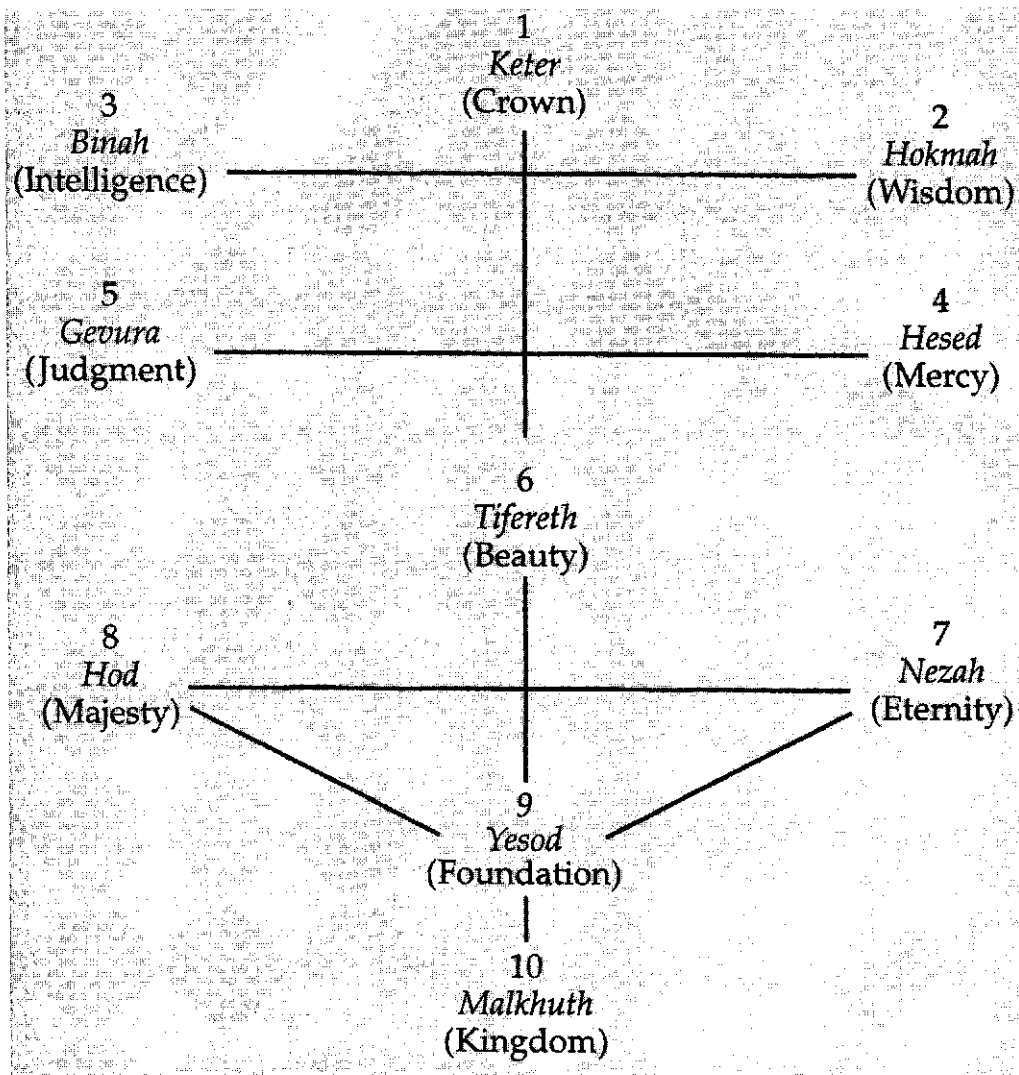 1
Keter
(Crown)
3
Binah
(Intelligence)
2
Hokmah
(Wisdom)
5
Gevura
(Judgment)
4
Hesed
(Mercy)
6
Tifereth
(Beauty)
8
Hod
(Majesty)
7
Nezah
(Eternity)
9
Yesod
(Foundation)
10
Malkhuth
(Kingdom)